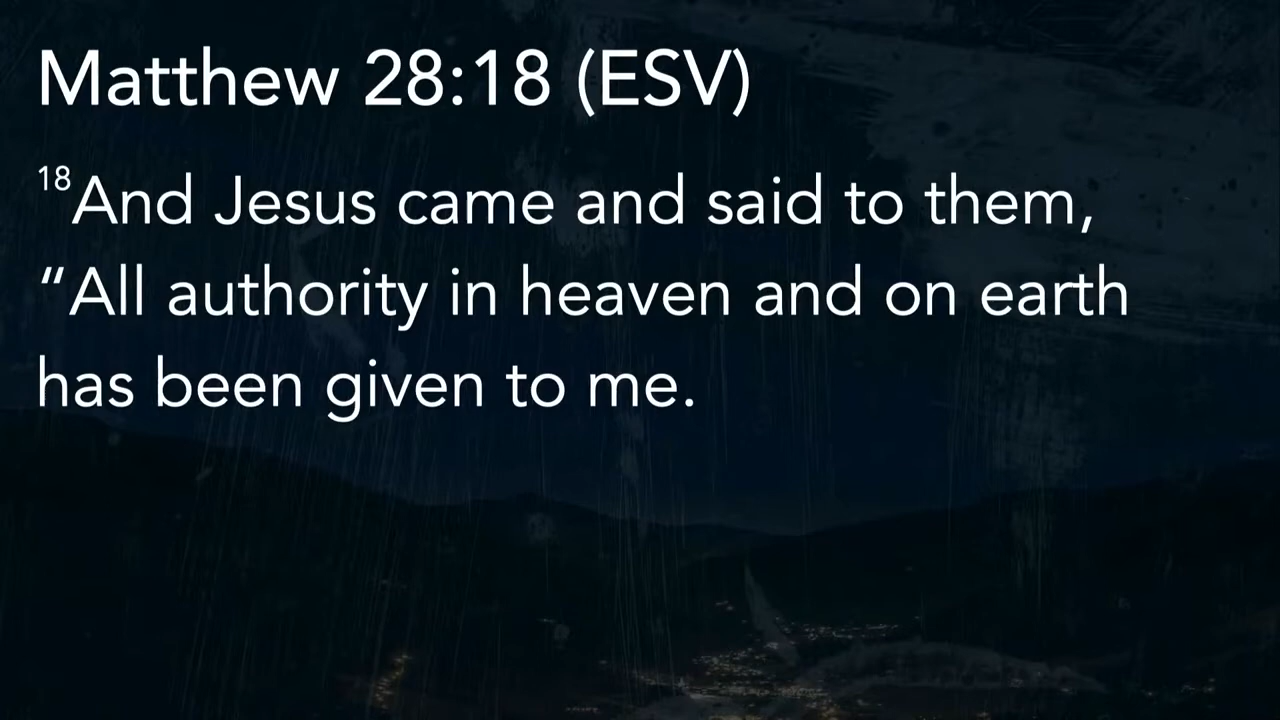 Matthew 28:18 (ESV)
18And Jesus came and said to them,
“All authority in heaven and on earth
has been given to me.